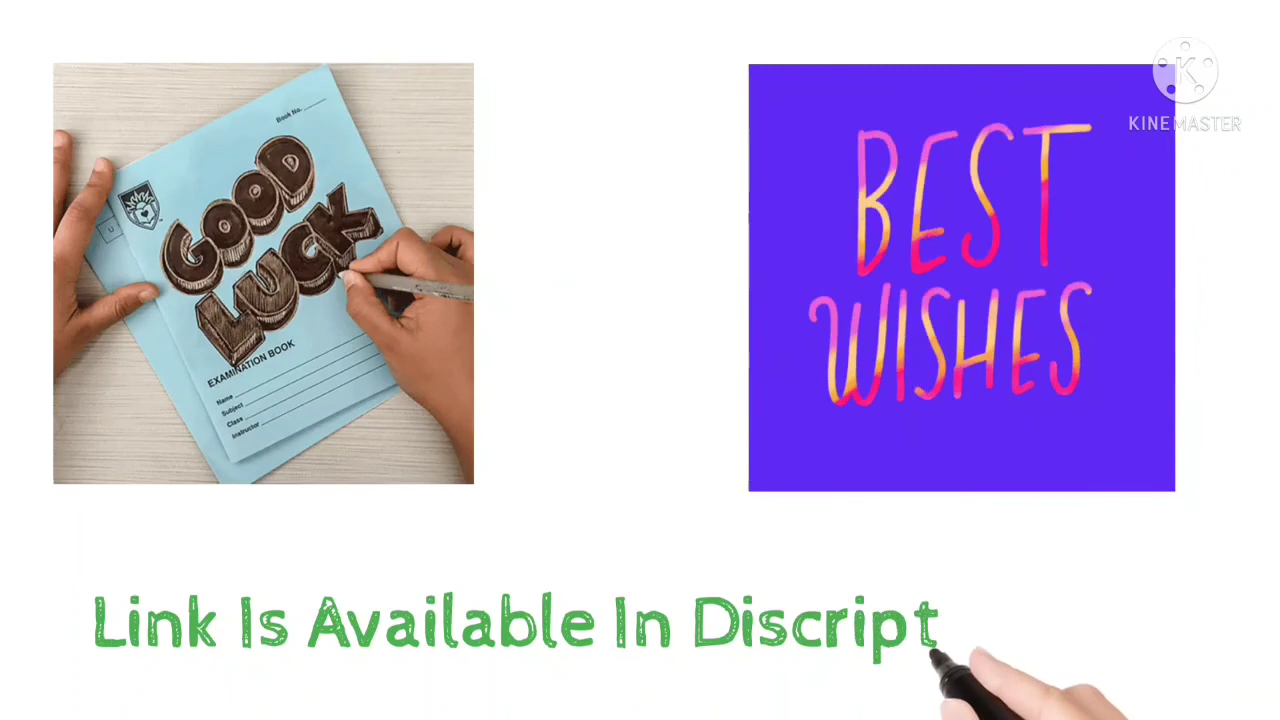 Book No.
GOOD
LUCK
U
EXAMINATION BOOK
Name
Subject
Class
Instructor
BEST
WISHES
K
KINEMASTER
Link Is Available In Discript